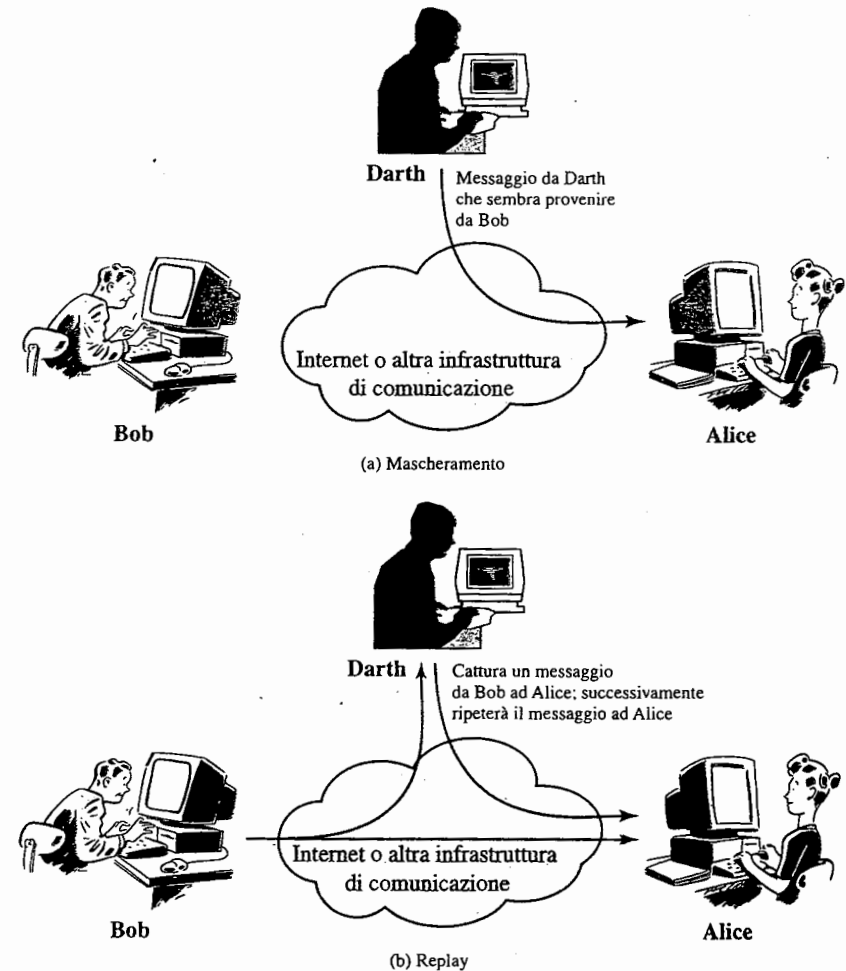 Darth
Messaggio da Darth
che sembra provenire
da Bob
Internet o altra infrastruttura
di comunicazione
Bob
Alice
(a) Mascheramento
Darth
Cattura un messaggio
da Bob ad Alice; successivamente
ripeterà il messaggio ad Alice
Internet o altra infrastruttura
di comunicazione
Bob
Alice
(b) Replay